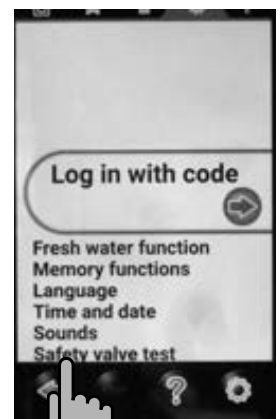 Log in with code
Fresh water function
Memory functions
Language
Time and date
Sounds
Safety valve test
?